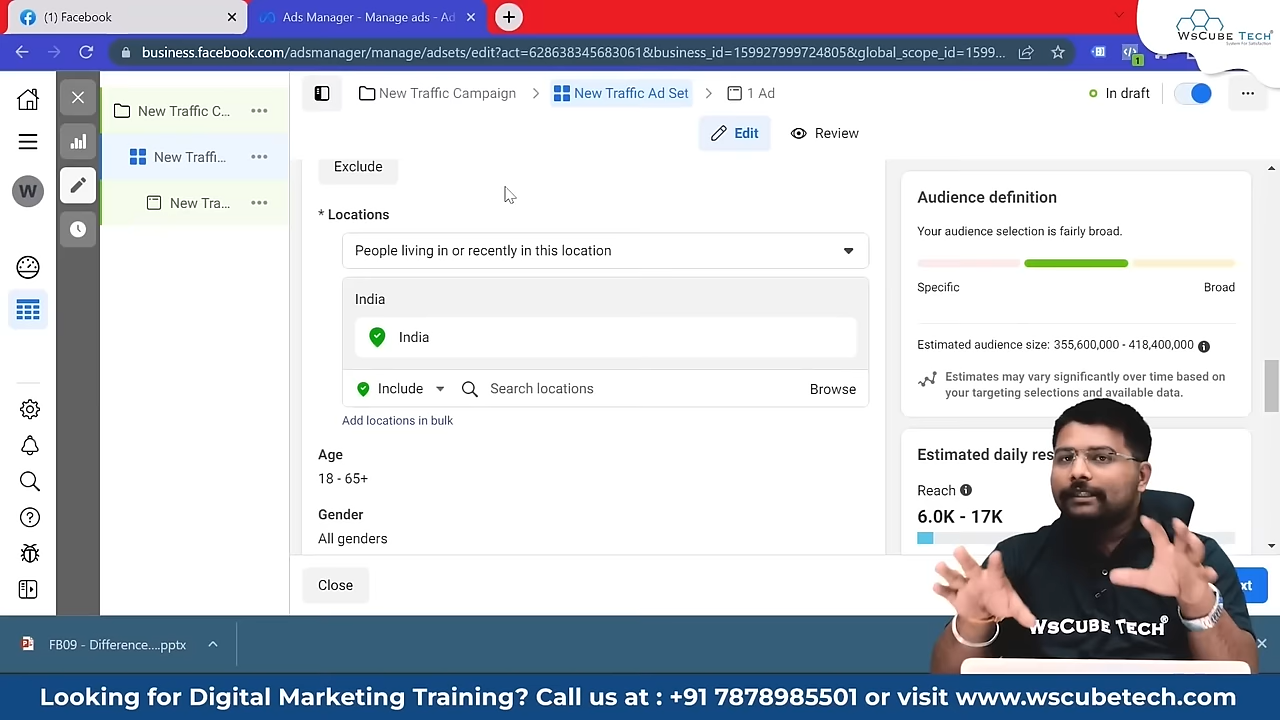 (1) Facebook
Ads Manager - Manage ads - Ad
WsCube Tech
System For Satisfaction
business.facebook.com/adsmanager/manage/adsets/edit?act=628638345683061&business_id=159927999724805&global_scope_id=1599...
1
New Traffic C...
New Traffi...
New Tra...
W
New Traffic Campaign
New Traffic Ad Set
1 Ad
In draft
Edit
Review
Exclude
* Locations
People living in or recently in this location
India
India
Include
Search locations
Browse
Add locations in bulk
Age
18 - 65+
Gender
All genders
Close
Audience definition
Your audience selection is fairly broad.
Specific
Broad
Estimated audience size: 355,600,000 - 418,400,000
Estimates may vary significantly over time based on
your targeting selections and available data.
Estimated daily res
Reach
6.0K - 17K
xt
WSCUBE TECH
FB09 - Difference....pptx
Looking for Digital Marketing Training? Call us at : +91 7878985501 or visit www.wscubetech.com